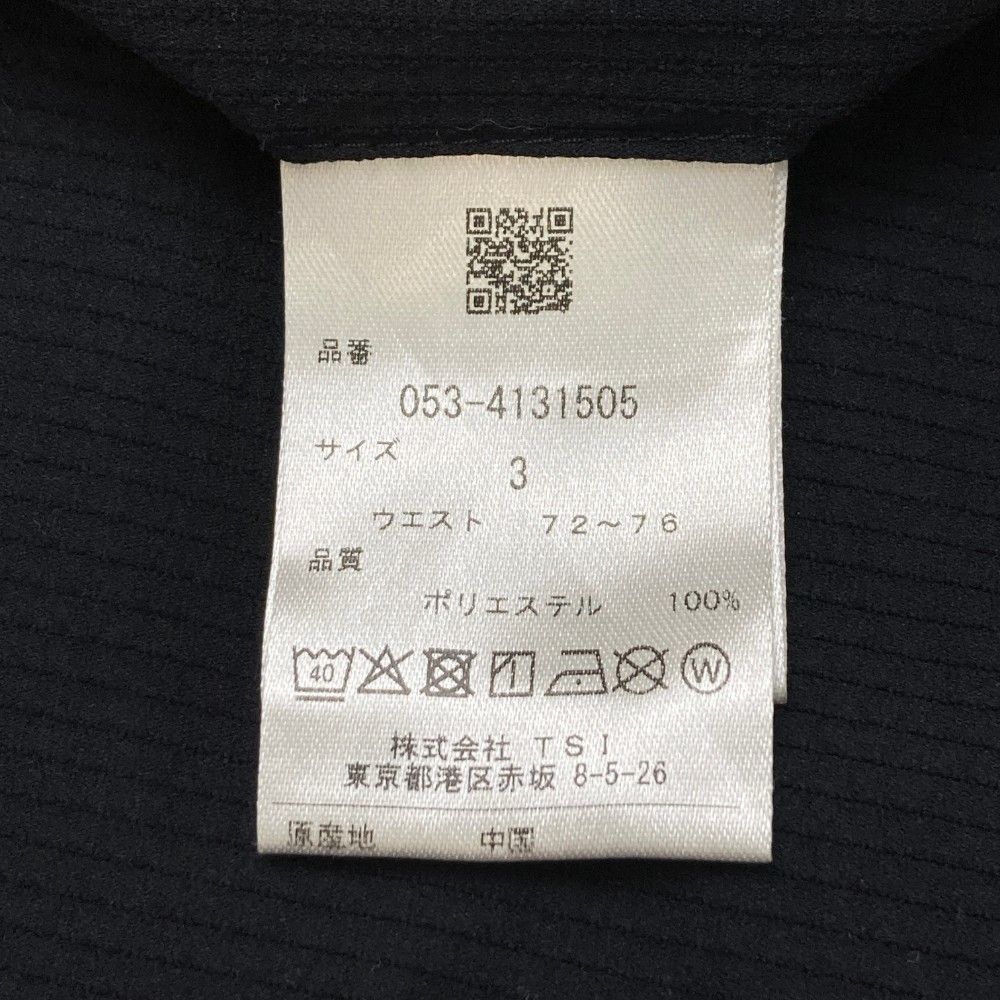 品番
053-4131505
サイズ
3
ウエスト 72～76
品質
ポリエステル 100%
40 W
株式会社 TSI
東京都港区赤坂 8-5-26
原産地 中国